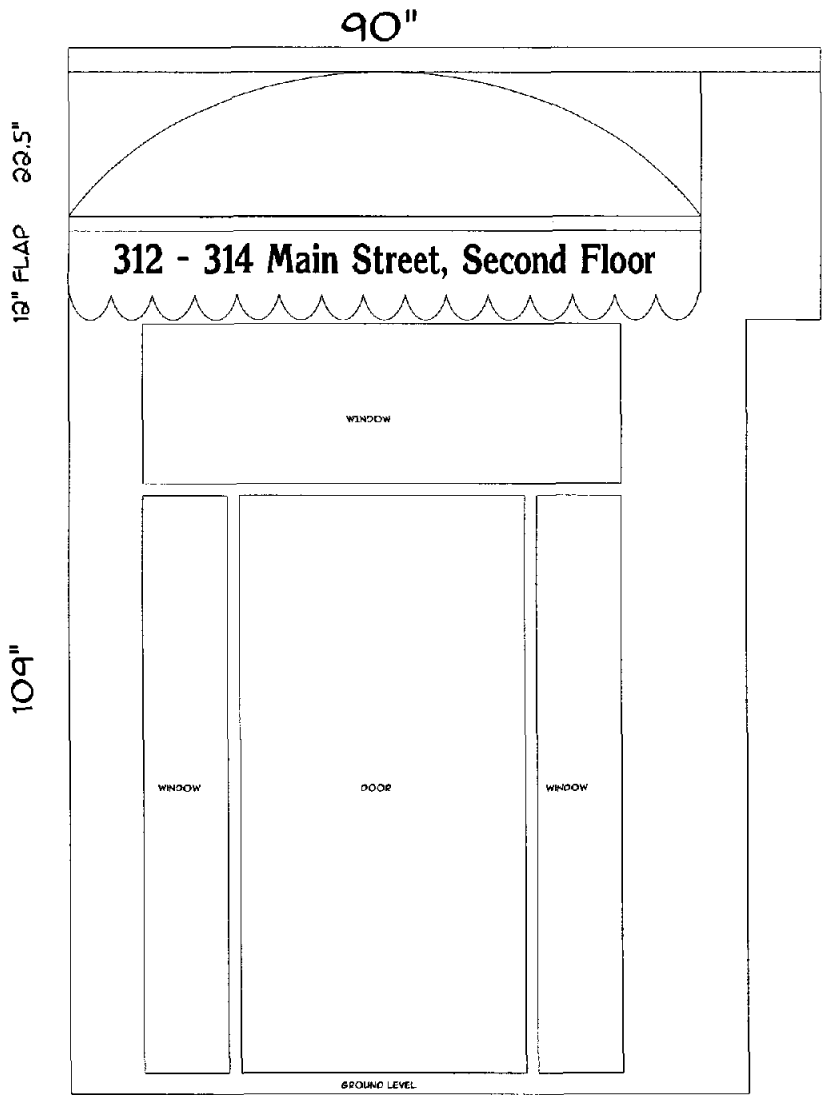 90"
22.5"
12" FLAP
312 - 314 Main Street, Second Floor
WINDOW
109"
WINDOW
DOOR
WINDOW
GROUND LEVEL